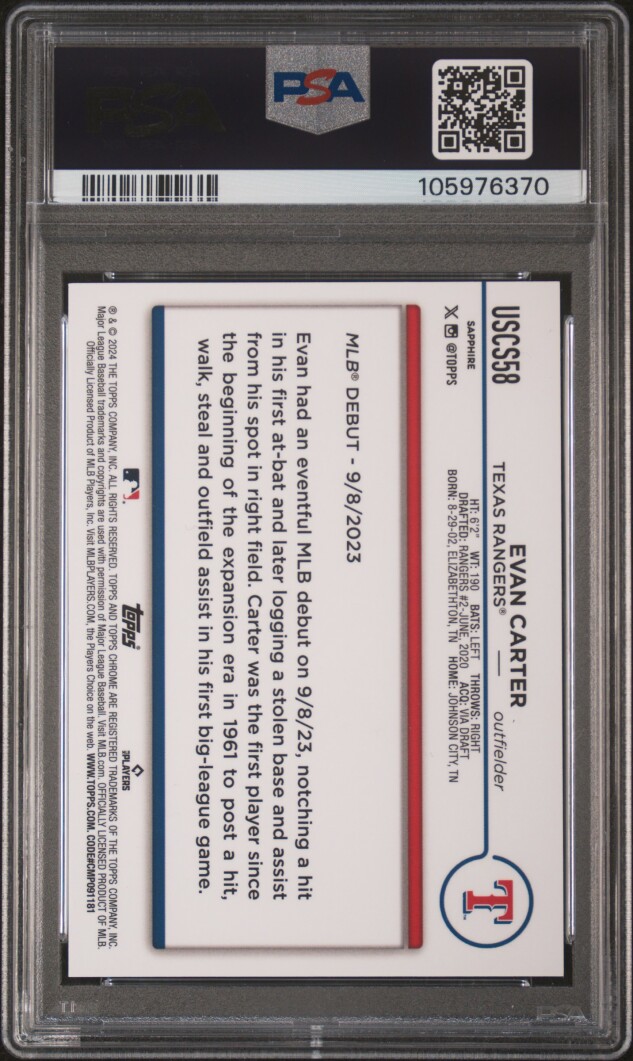 PSA
105976370
USCS58
SAPPHIRE
@TOPPS
EVAN CARTER — outfielder
TEXAS RANGERS®
HT: 6'2" WT: 190 BATS: LEFT THROWS: RIGHT
DRAFTED: RANGERS #2-JUNE, 2020 ACQ: VIA DRAFT
BORN: 8-29-02, ELIZABETHTON, TN HOME: JOHNSON CITY, TN
T
MLB® DEBUT - 9/8/2023
Evan had an eventful MLB debut on 9/8/23, notching a hit
in his first at-bat and later logging a stolen base and assist
from his spot in right field. Carter was the first player since
the beginning of the expansion era in 1961 to post a hit,
walk, steal and outfield assist in his first big-league game.
topps
PLAYERS
® & © 2024 THE TOPPS COMPANY, INC. ALL RIGHTS RESERVED. TOPPS AND TOPPS CHROME ARE REGISTERED TRADEMARKS OF THE TOPPS COMPANY, INC.
Major League Baseball trademarks and copyrights are used with permission of Major League Baseball. Visit MLB.com. OFFICIALLY LICENSED PRODUCT OF MLB
Officially Licensed Product of MLB Players, Inc. Visit MLBPLAYERS.COM, the Players Choice on the web. WWW.TOPPS.COM. CODE#CMP091181
PSA